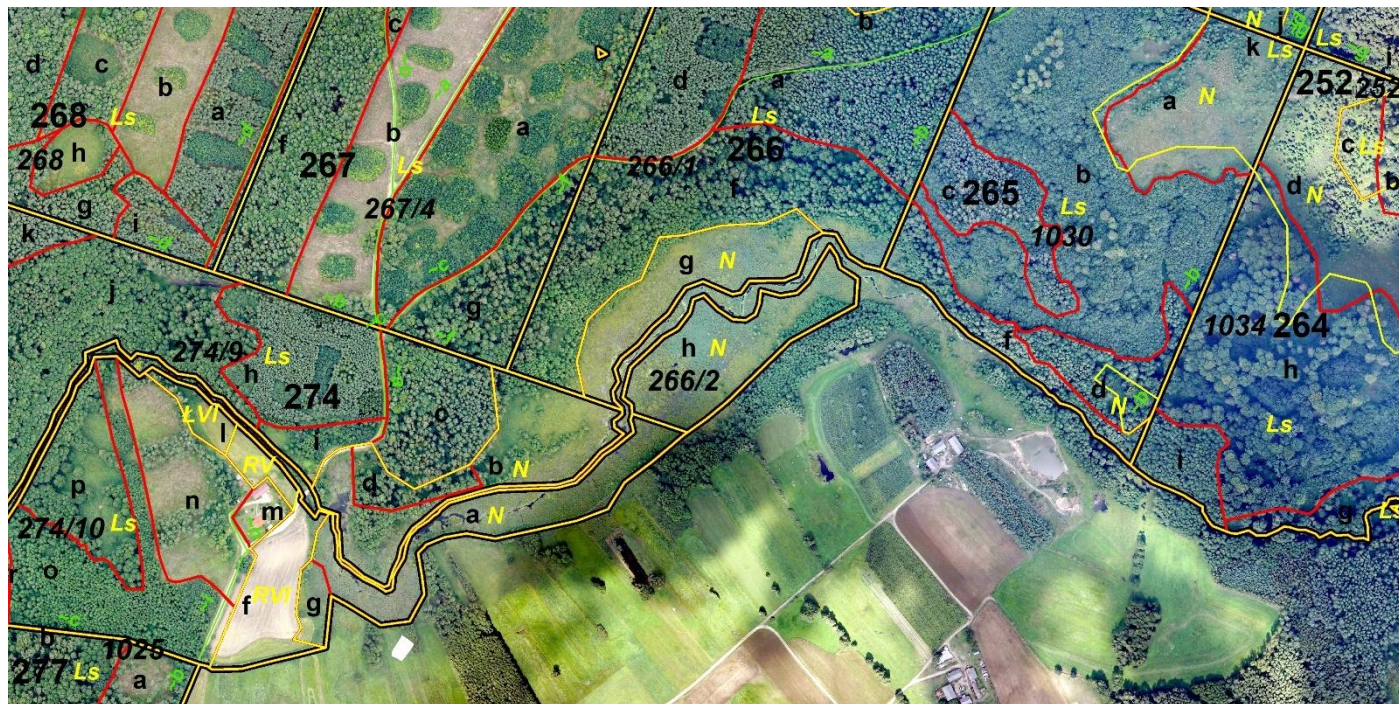 c
b
N
k
Ls
Ls
j
d
c
b
a
d
a
268
Ls
f
267
b
Ls
a
Ls
266
a
N
252
252
c
Ls
268
h
266/1
f
c
265
b
d
N
b
g
i
267/4
Ls
1030
k
g
N
j
g
1034
264
274/9
Ls
h
274
h
N
266/2
f
h
d
N
ŁVI
l
i
c
Ls
RV
d
b
N
i
p
n
m
a
N
g
Ls
274/10
Ls
o
r
f
RVI
g
b
1025
277
Ls
a